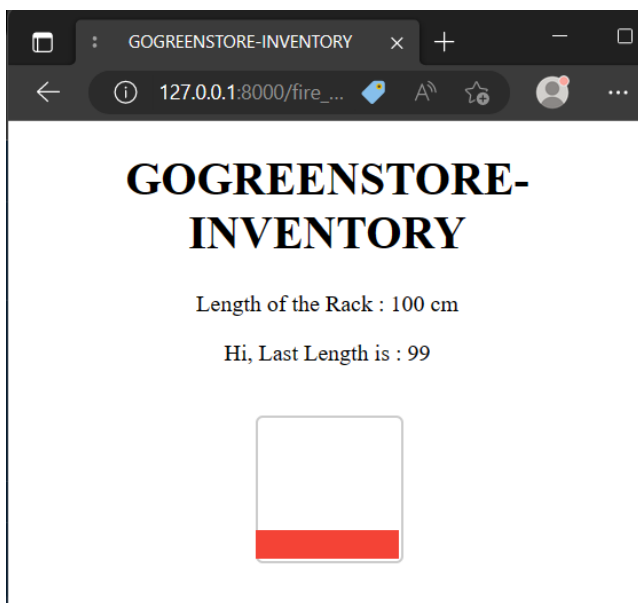 GOGREENSTORE-INVENTORY
127.0.0.1:8000/fire_...
GOGREENSTORE-
INVENTORY
Length of the Rack : 100 cm
Hi, Last Length is : 99